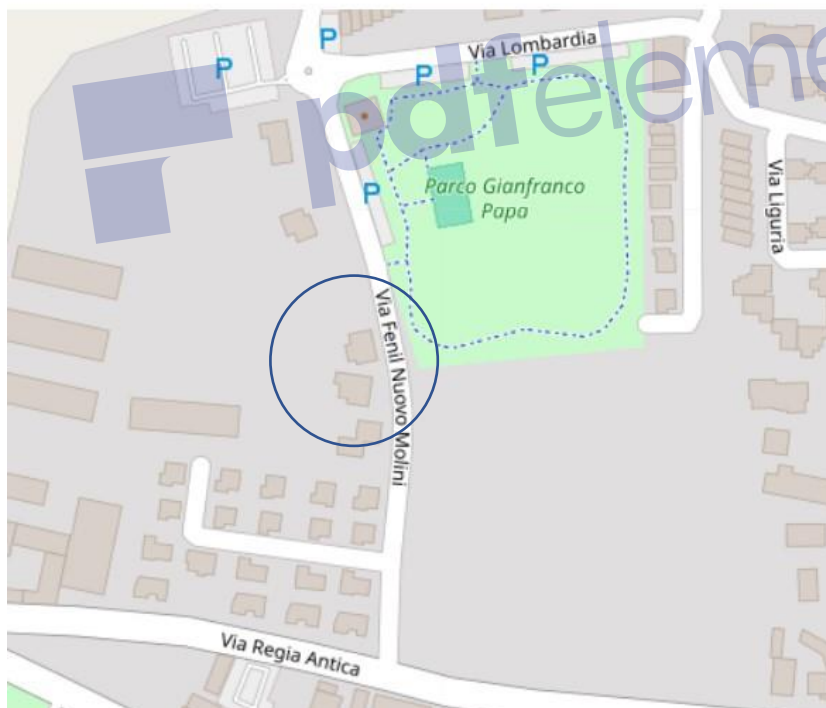 P
P
Via Lombardia
P
P
pdfeleme
P
Parco Gianfranco
Papa
Via Liguria
Via Fenil Nuovo Molini
Via Regia Antica